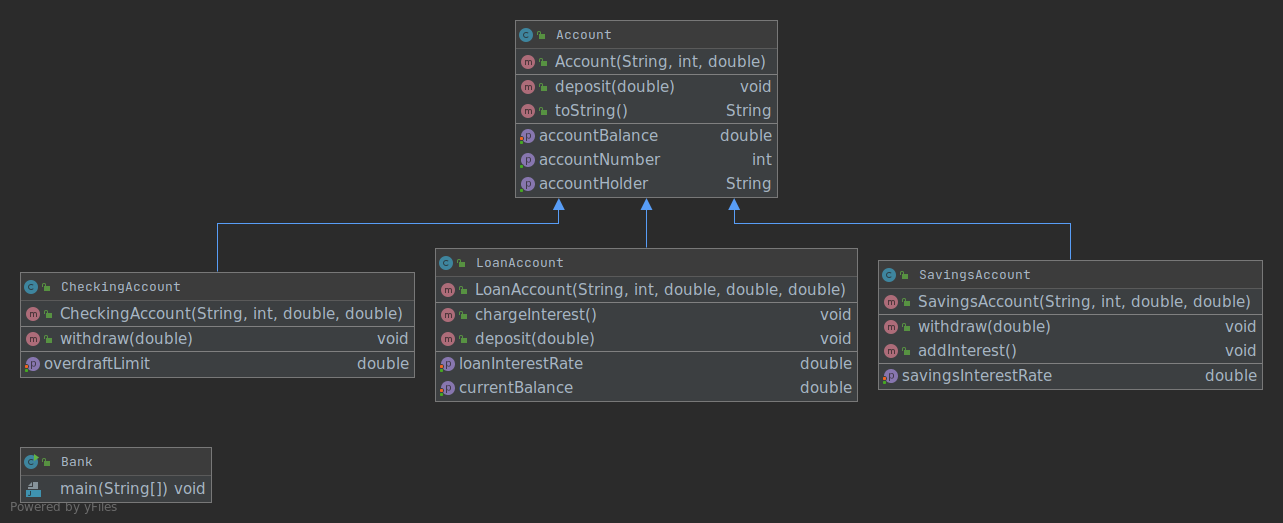 Account
Account(String, int, double)
deposit(double) void
toString() String
accountBalance double
accountNumber int
accountHolder String
CheckingAccount
CheckingAccount(String, int, double, double)
withdraw(double) void
overdraftLimit double
LoanAccount
LoanAccount(String, int, double, double, double)
chargeInterest() void
deposit(double) void
loanInterestRate double
currentBalance double
SavingsAccount
SavingsAccount(String, int, double, double)
withdraw(double) void
addInterest() void
savingsInterestRate double
Bank
main(String[]) void
Powered by yFiles